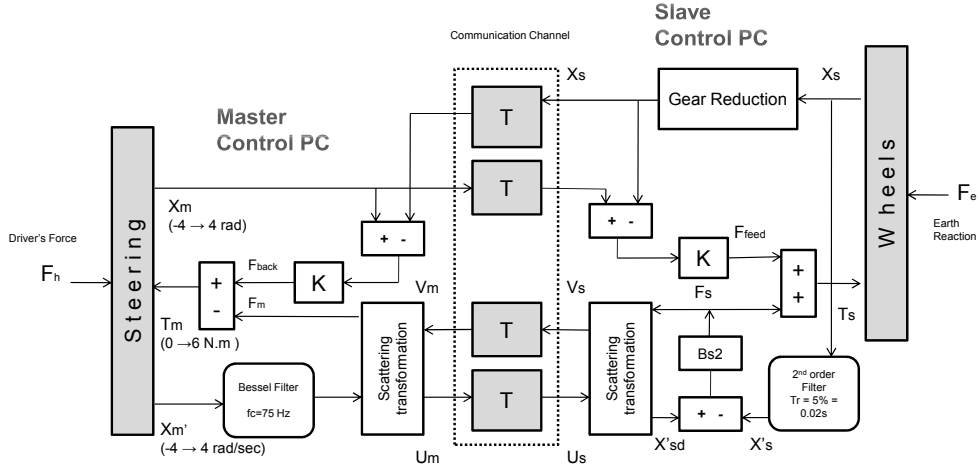 Slave
Control PC
Communication Channel
Xs
Xs
T
Gear Reduction
Master
Control PC
T
Wheels
Fe
Earth
Reaction
Xm
(-4 → 4 rad)
+ -
+ -
Driver's Force
Fh
Steering
Fback
K
K
Ffeed
+
+
+
-
Fm
Vm
Vs
Fs
Ts
Tm
(0 →6 N.m )
Scattering
transformation
T
Scattering
transformation
Bs2
Bessel Filter
fc=75 Hz
T
2nd order
Filter
Tr = 5% =
0.02s
+ -
Xm'
(-4 → 4 rad/sec)
Um
Us
X'sd
X's